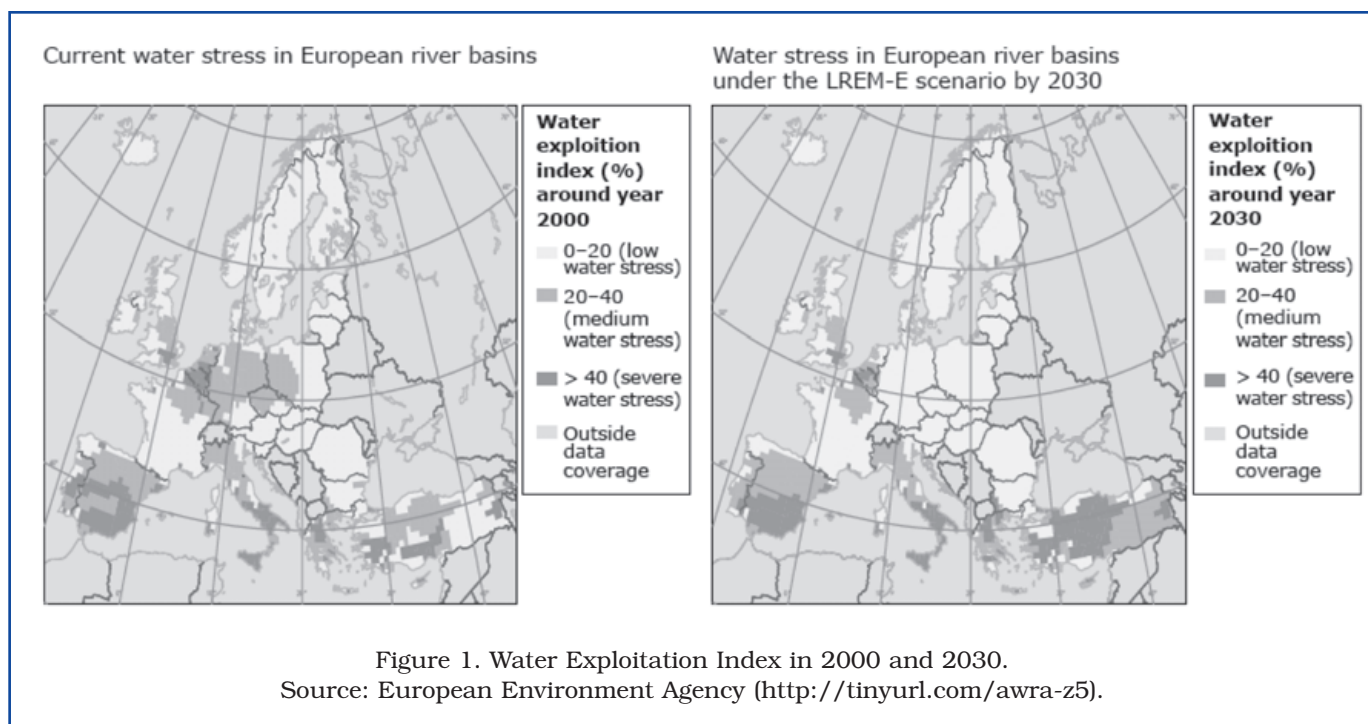 Current water stress in European river basins
Water
exploition
index (%)
around year
2000
0–20 (low
water stress)
20–40
(medium
water stress)
> 40 (severe
water stress)
Outside
data
coverage
Water stress in European river basins
under the LREM-E scenario by 2030
Water
exploition
index (%)
around year
2030
0–20 (low
water stress)
20–40
(medium
water stress)
> 40 (severe
water stress)
Outside
data
coverage
Figure 1. Water Exploitation Index in 2000 and 2030.
Source: European Environment Agency (http://tinyurl.com/awra-z5).